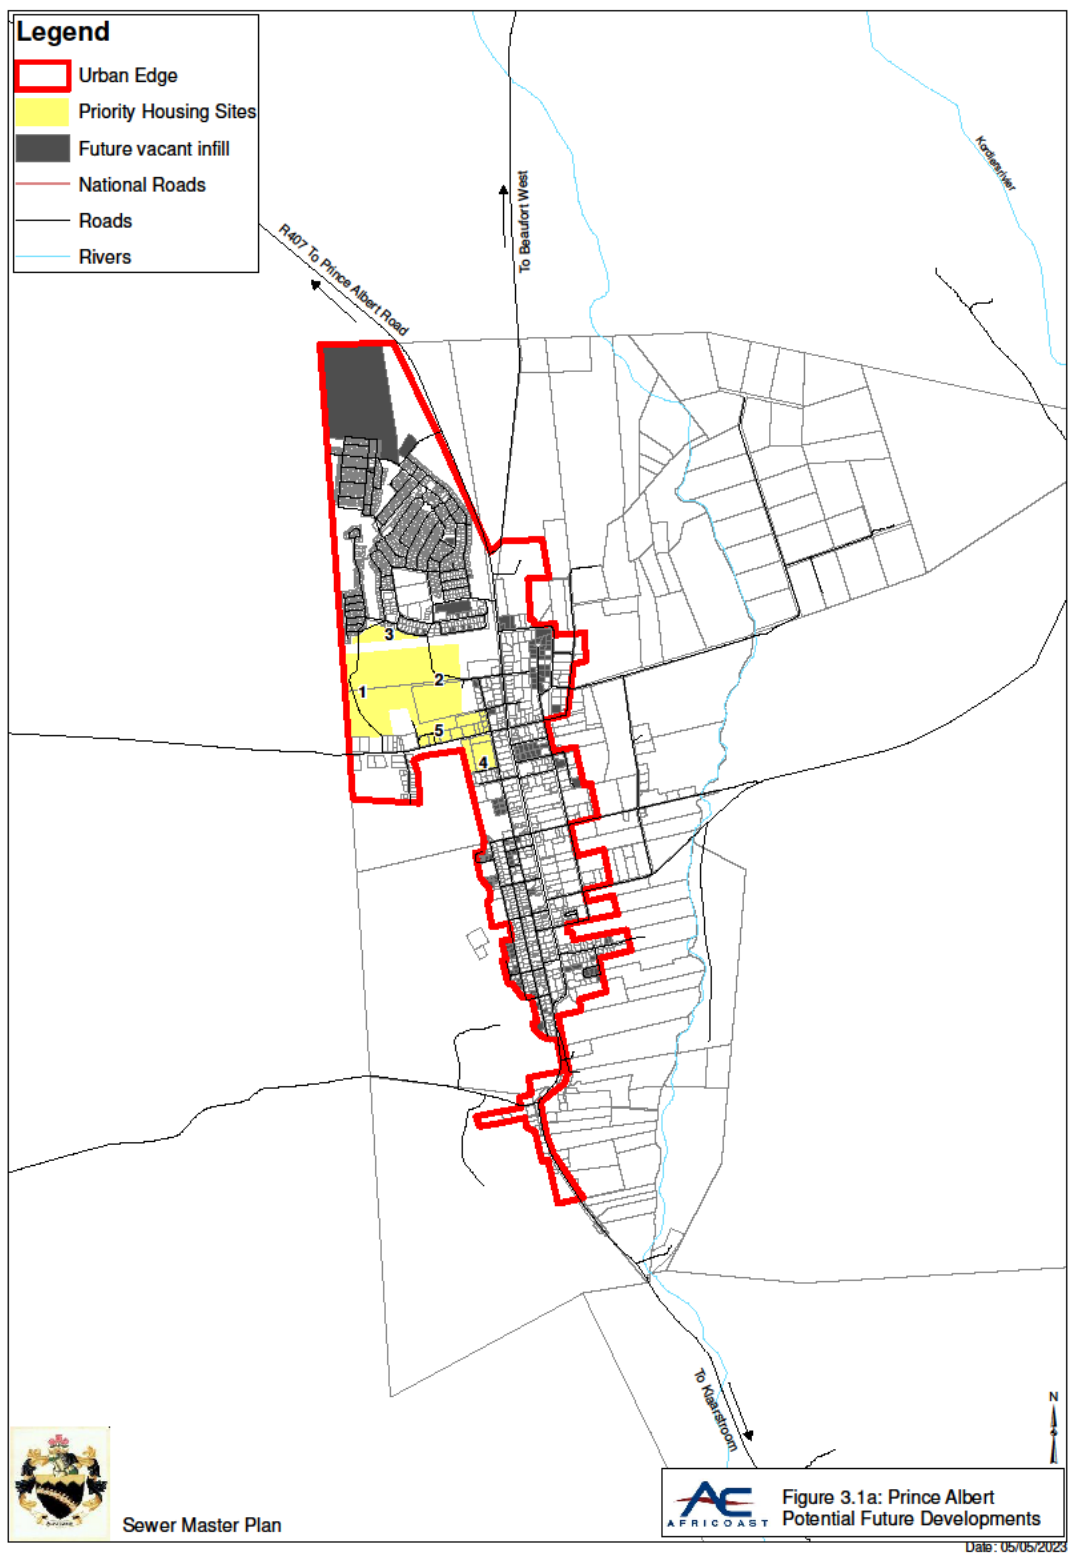 Legend
Urban Edge
Priority Housing Sites
Future vacant infill
National Roads
Roads
Rivers
R407 To Prince Albert Road
To Beaufort West
Kordiersrivier
3
2
1
5
4
To Klaarstroom
N
Sewer Master Plan
AFRICOAST
Figure 3.1a: Prince Albert
Potential Future Developments
Date: 05/05/2023